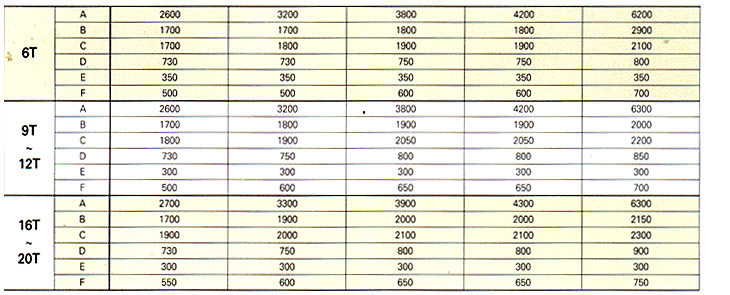 6T
A 2600 3200 3800 4200 6200
B 1700 1700 1800 1800 2900
C 1700 1800 1900 1900 2100
D 730 730 750 750 800
E 350 350 350 350 350
F 500 500 600 600 700
9T ~ 12T
A 2600 3200 3800 4200 6300
B 1700 1800 1900 1900 2000
C 1800 1900 2050 2050 2200
D 730 750 800 800 850
E 300 300 300 300 300
F 500 600 650 650 700
16T ~ 20T
A 2700 3300 3900 4300 6300
B 1700 1900 2000 2000 2150
C 1900 2000 2100 2100 2300
D 730 750 800 800 900
E 300 300 300 300 300
F 550 600 650 650 750